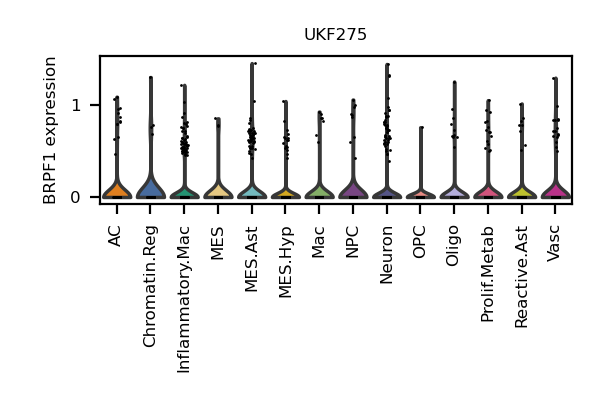 UKF275
BRPF1 expression
1
0
AC
Chromatin.Reg
Inflammatory.Mac
MES
MES.Ast
MES.Hyp
Mac
NPC
Neuron
OPC
Oligo
Prolif.Metab
Reactive.Ast
Vasc